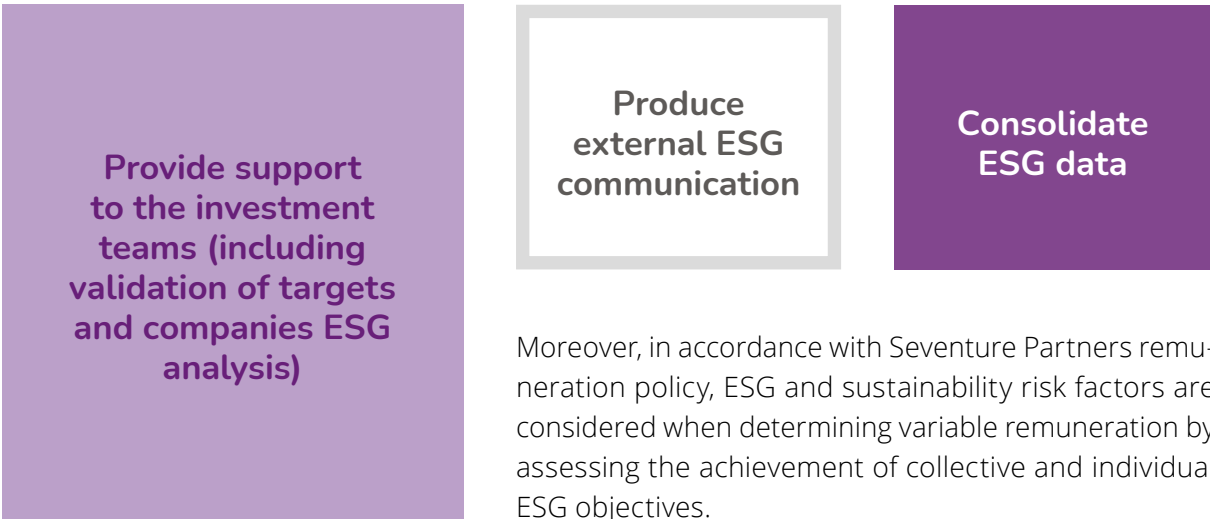 Provide support
to the investment
teams (including
validation of targets
and companies ESG
analysis)
Produce
external ESG
communication
Consolidate
ESG data
Moreover, in accordance with Seventure Partners remu-
neration policy, ESG and sustainability risk factors are
considered when determining variable remuneration by
assessing the achievement of collective and individua
ESG objectives.